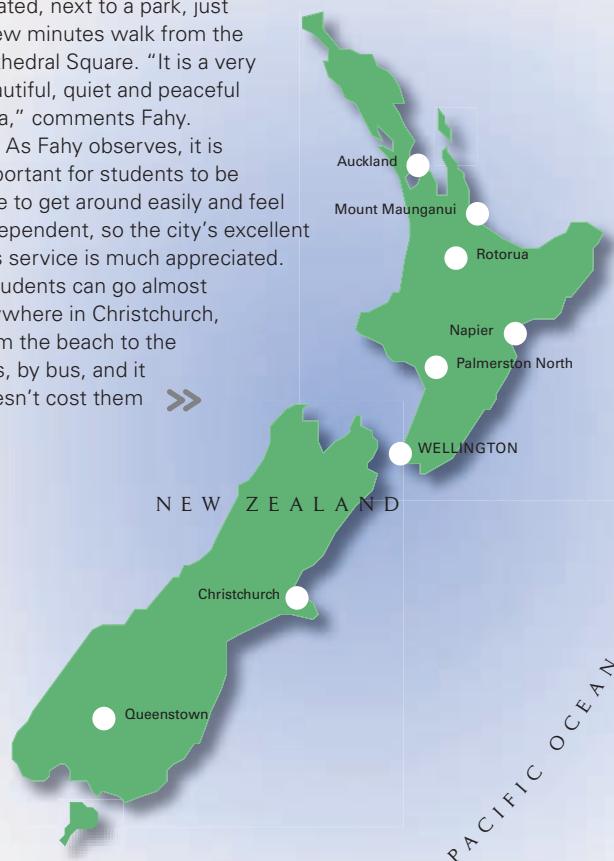 ated, next to a park, just
ew minutes walk from the
hedral Square. “It is a very
autiful, quiet and peaceful
a,” comments Fahy.
As Fahy observes, it is
portant for students to be
e to get around easily and feel
ependent, so the city’s excellent
s service is much appreciated.
udents can go almost
ywhere in Christchurch,
m the beach to the
s, by bus, and it
esn’t cost them
Auckland
Mount Maunganui
Rotorua
Napier
Palmerston North
WELLINGTON
NEW ZEALAND
Christchurch
Queenstown
PACIFIC OCEAN